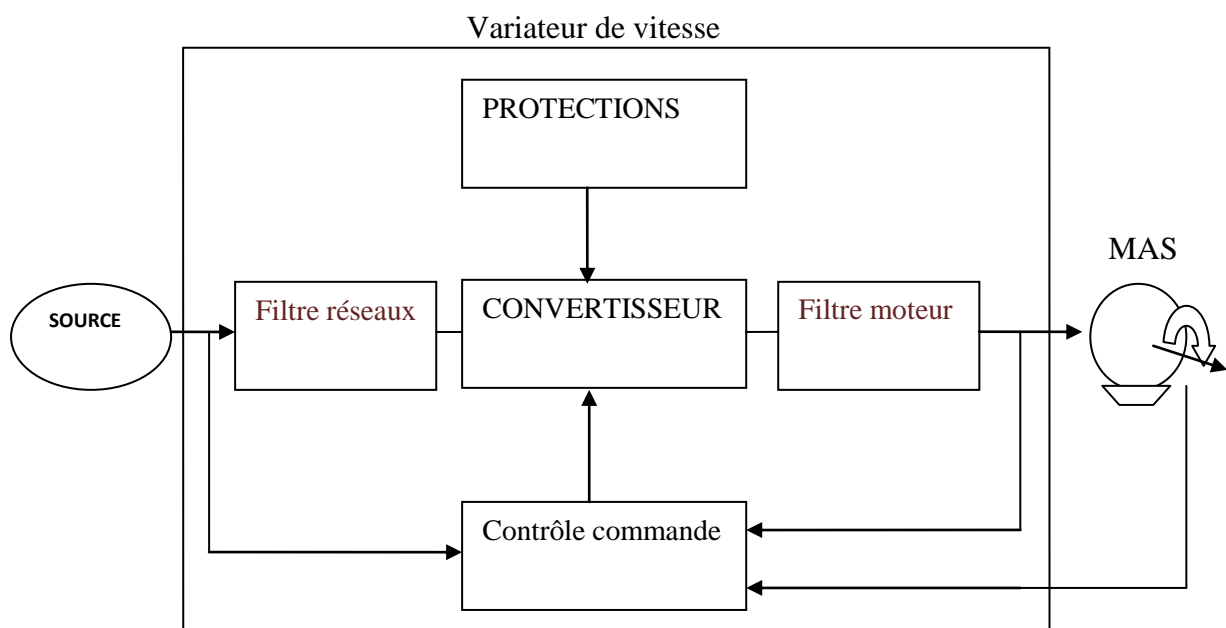 Variateur de vitesse
PROTECTIONS
MAS
SOURCE
Filtre réseaux
CONVERTISSEUR
Filtre moteur
Contrôle commande